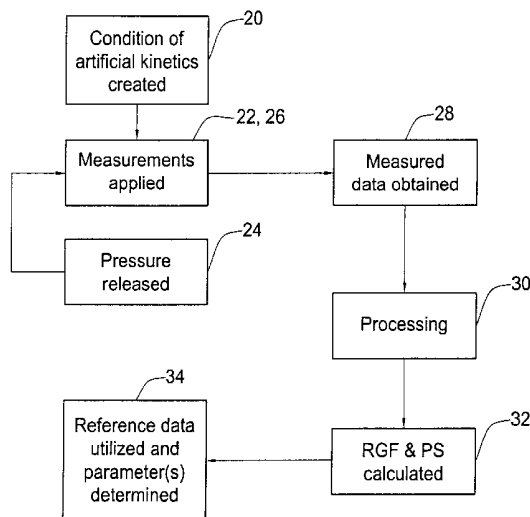 Condition of
artificial kinetics
created
20
22, 26
Measurements
applied
28
Measured
data obtained
24
Pressure
released
30
Processing
34
Reference data
utilized and
parameter(s)
determined
32
RGF & PS
calculated